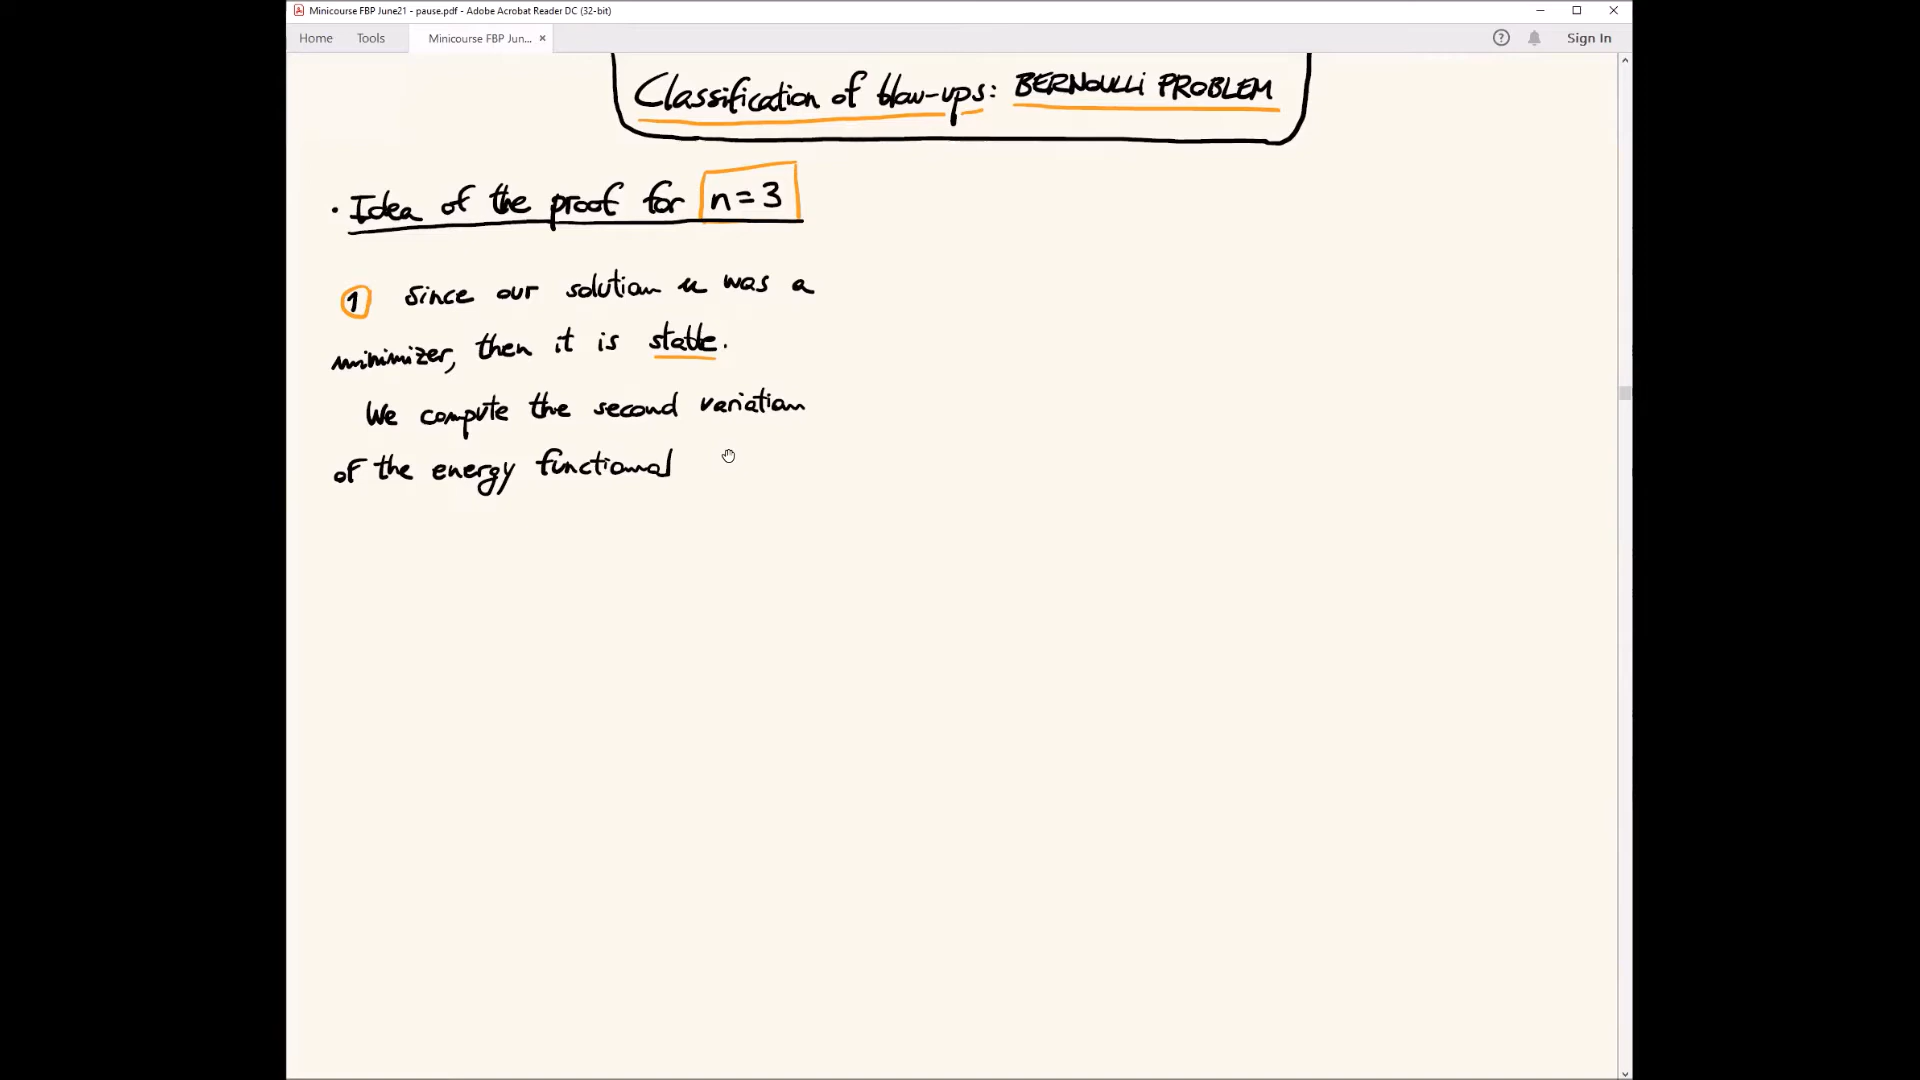 Minicourse FBP June21 - pause.pdf - Adobe Acrobat Reader DC (32-bit)
Home Tools Minicourse FBP Jun... × Sign In
Classification of blow-ups: BERNOULLI PROBLEM
· Idea of the proof for n=3
1 Since our solution u was a
minimizer, then it is stable.
We compute the second variation
of the energy functional